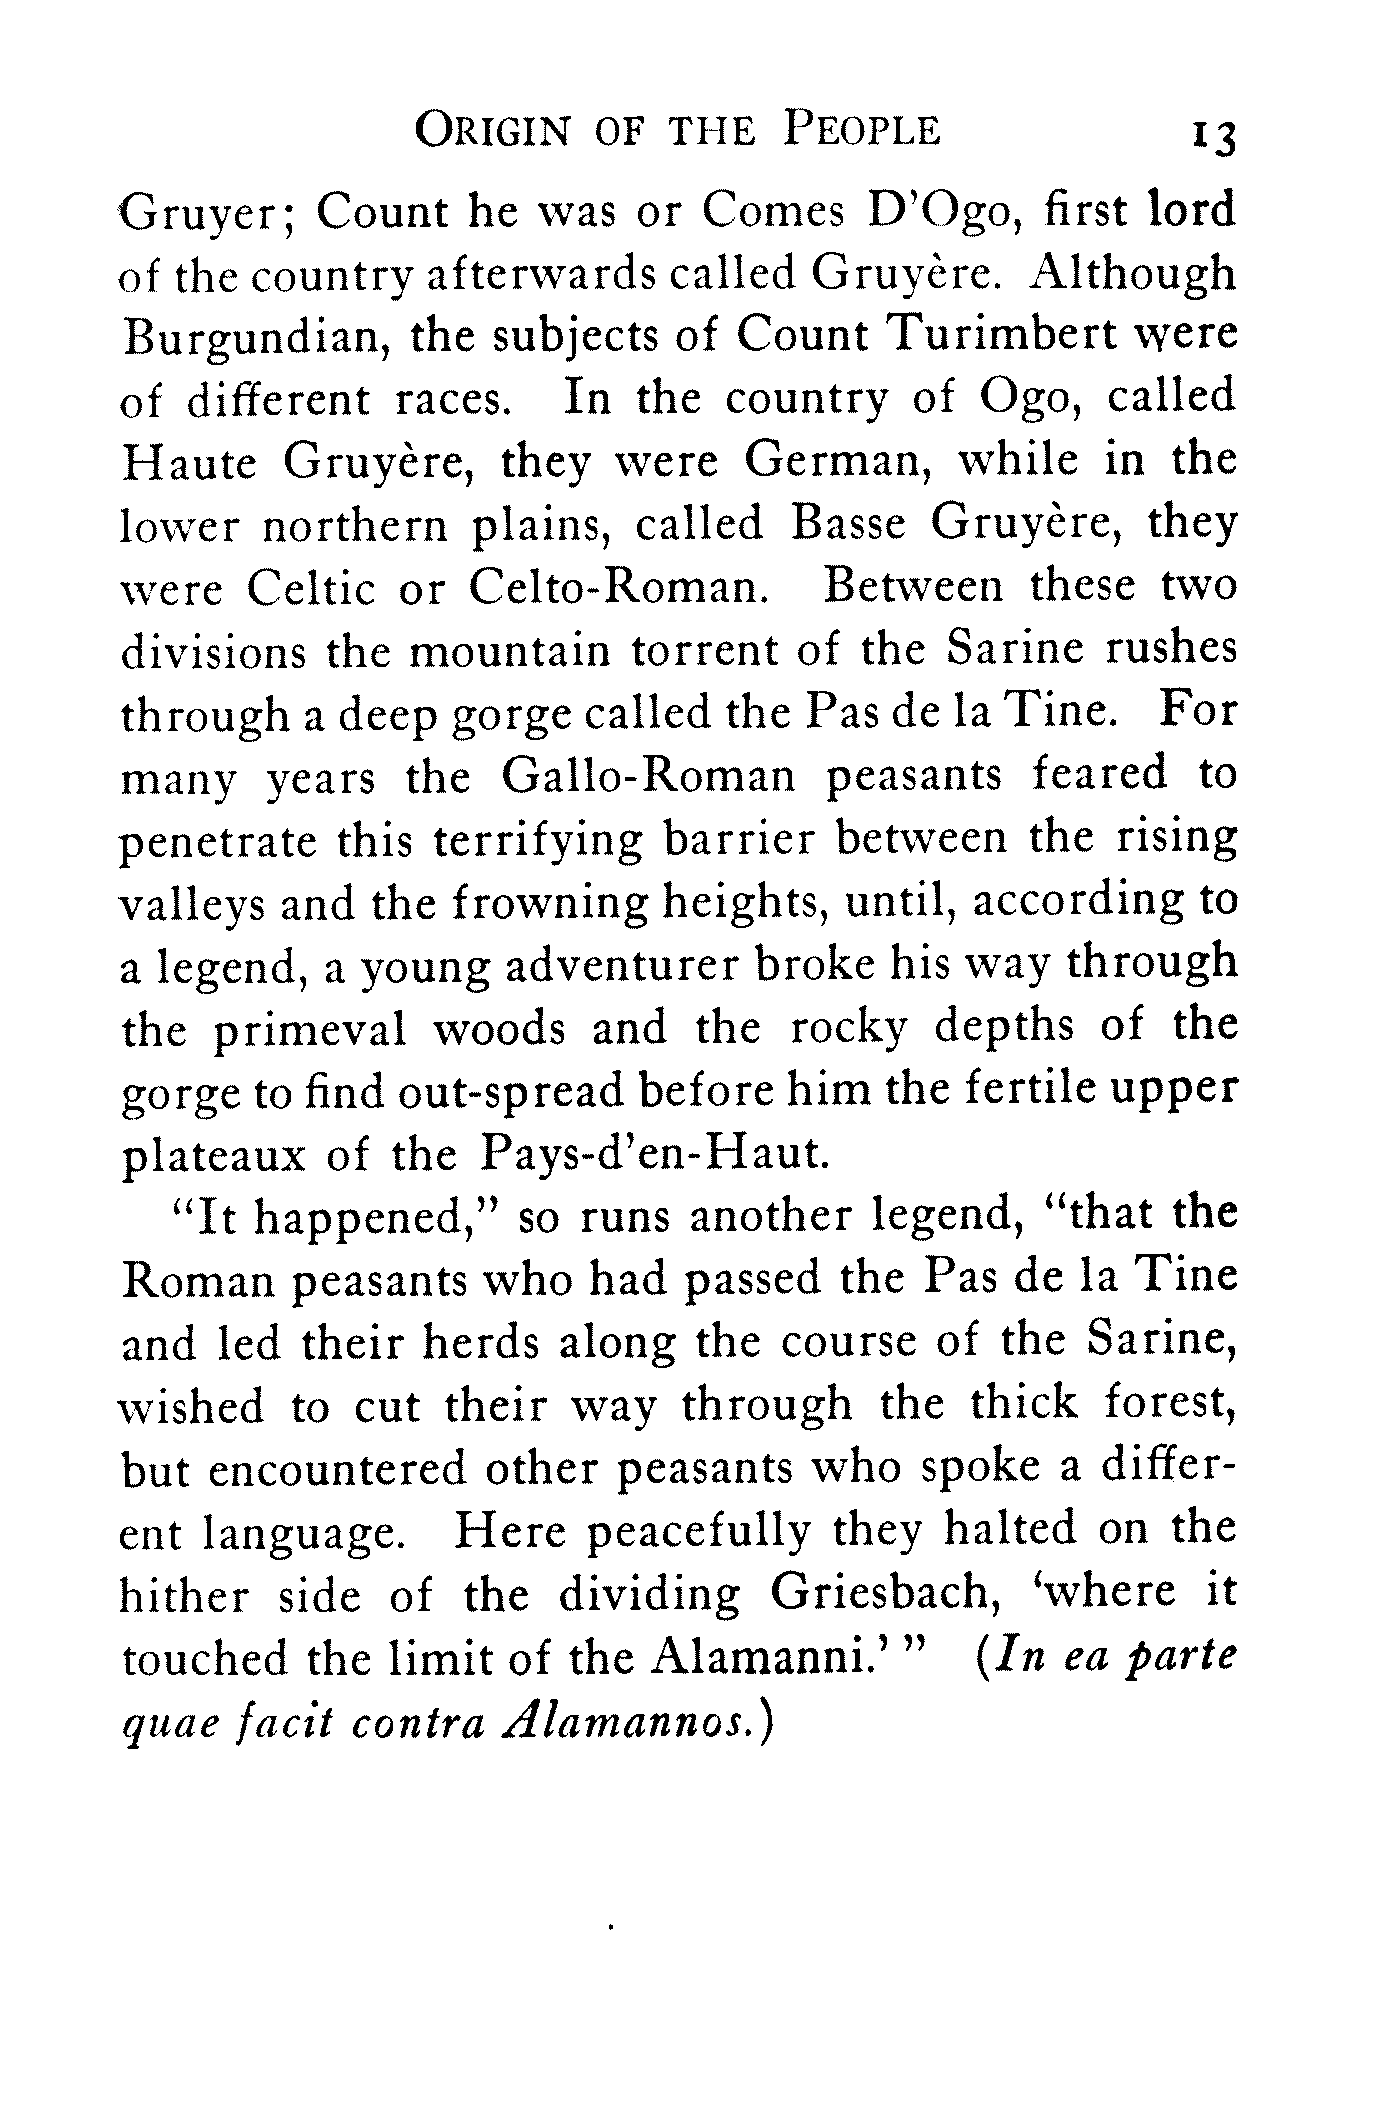 ORIGIN OF THE PEOPLE 13
Gruyer; Count he was or Comes D'Ogo, first lord
of the country afterwards called Gruyère. Although
Burgundian, the subjects of Count Turimbert were
of different races. In the country of Ogo, called
Haute Gruyère, they were German, while in the
lower northern plains, called Basse Gruyère, they
were Celtic or Celto-Roman. Between these two
divisions the mountain torrent of the Sarine rushes
through a deep gorge called the Pas de la Tine. For
many years the Gallo-Roman peasants feared to
penetrate this terrifying barrier between the rising
valleys and the frowning heights, until, according to
a legend, a young adventurer broke his way through
the primeval woods and the rocky depths of the
gorge to find out-spread before him the fertile upper
plateaux of the Pays-d'en-Haut.
"It happened," so runs another legend, "that the
Roman peasants who had passed the Pas de la Tine
and led their herds along the course of the Sarine,
wished to cut their way through the thick forest,
but encountered other peasants who spoke a differ-
ent language. Here peacefully they halted on the
hither side of the dividing Griesbach, 'where it
touched the limit of the Alamanni.' " (In ea parte
quae facit contra Alamannos.)